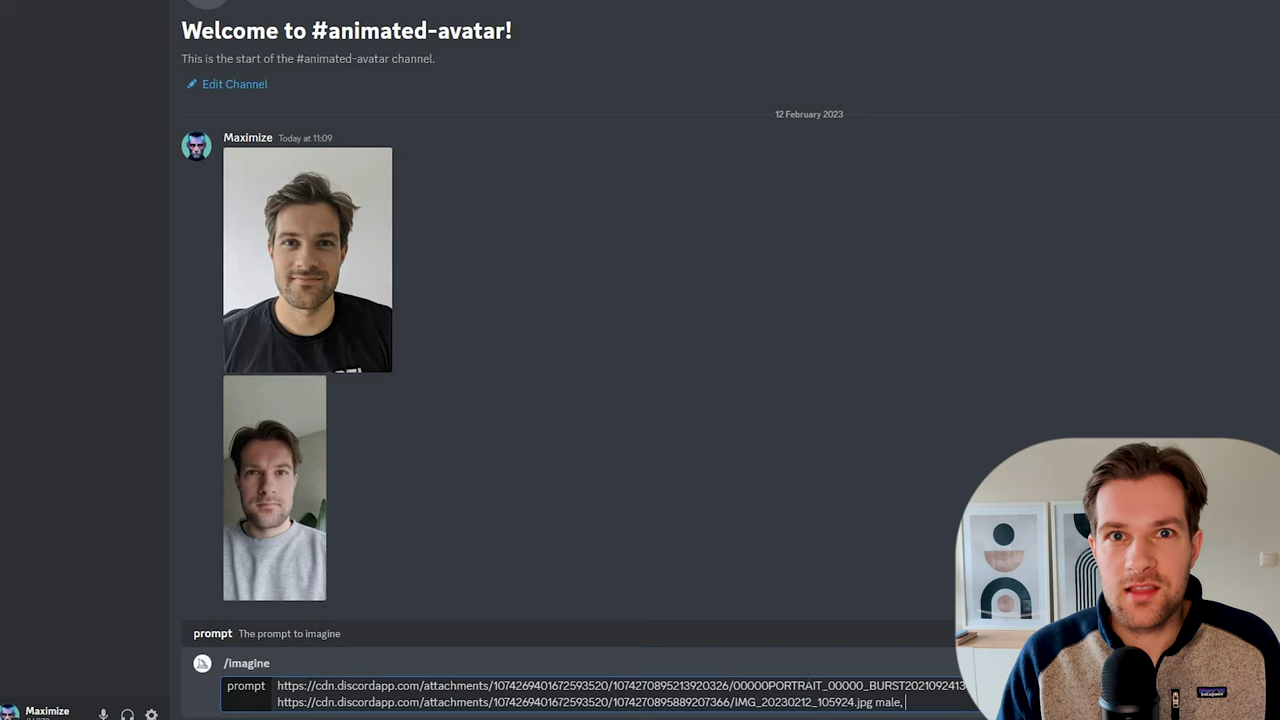 Welcome to #animated-avatar!
This is the start of the #animated-avatar channel.
Edit Channel
12 February 2023
Maximize Today at 11:09
prompt The prompt to imagine
/imagine
prompt https://cdn.discordapp.com/attachments/1074269401672593520/1074270895213920326/00000PORTRAIT_00000_BURST2021092413
https://cdn.discordapp.com/attachments/1074269401672593520/1074270895889207366/IMG_20230212_105924.jpg male,
Maximize
patagonia